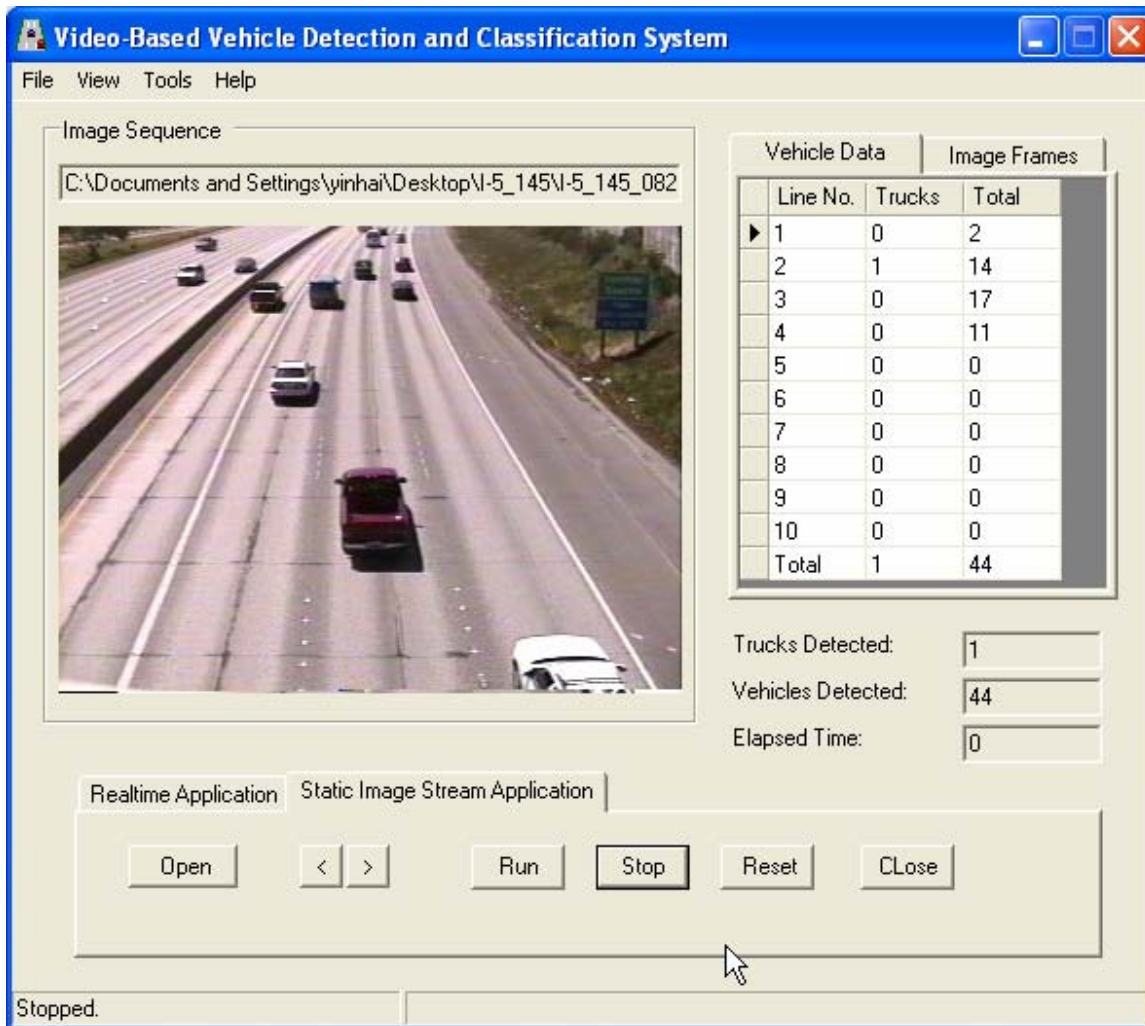 Video-Based Vehicle Detection and Classification System
File View Tools Help
Image Sequence
C:\Documents and Settings\yinhai\Desktop\I-5_145\I-5_145_082
Vehicle Data Image Frames
Line No. Trucks Total
1 0 2
2 1 14
3 0 17
4 0 11
5 0 0
6 0 0
7 0 0
8 0 0
9 0 0
10 0 0
Total 1 44
Trucks Detected: 1
Vehicles Detected: 44
Elapsed Time: 0
Realtime Application Static Image Stream Application
Open < > Run Stop Reset CLose
Stopped.